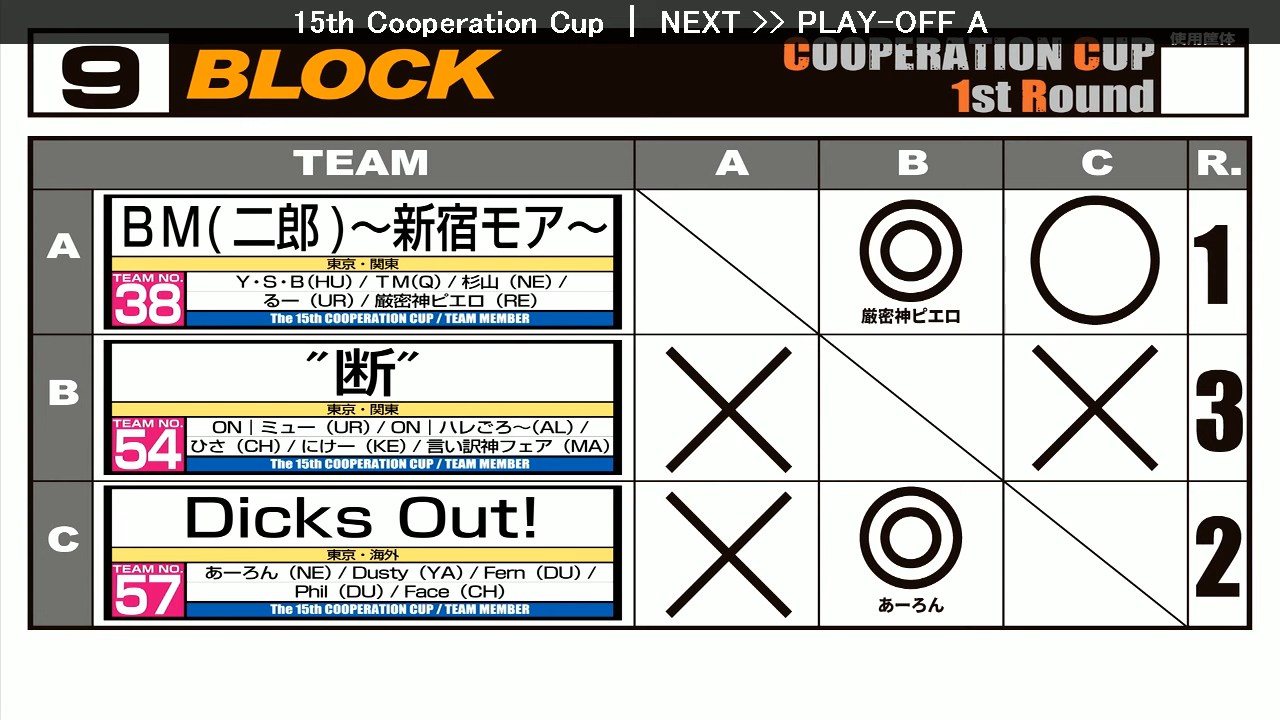 15th Cooperation Cup | NEXT >> PLAY-OFF A
9 BLOCK
COOPERATION CUP
1st Round
使用筐体
TEAM A B C R.
A
BM(二郎)～新宿モア～
東京・関東
TEAM NO.
38
Y・S・B(HU) / TM(Q) / 杉山（NE）/
るー（UR）/ 厳密神ピエロ（RE）
The 15th COOPERATION CUP / TEAM MEMBER
◎
厳密神ピエロ
○
1
B
"断"
東京・関東
TEAM NO.
54
ON｜ミュー（UR）/ ON｜ハレごろ～(AL) /
ひさ（CH）/ にけー（KE）/ 言い訳神フェア（MA）
The 15th COOPERATION CUP / TEAM MEMBER
×
×
3
C
Dicks Out!
東京・海外
TEAM NO.
57
あーろん（NE）/ Dusty（YA）/ Fern（DU）/
Phil（DU）/ Face（CH）
The 15th COOPERATION CUP / TEAM MEMBER
×
◎
あーろん
2